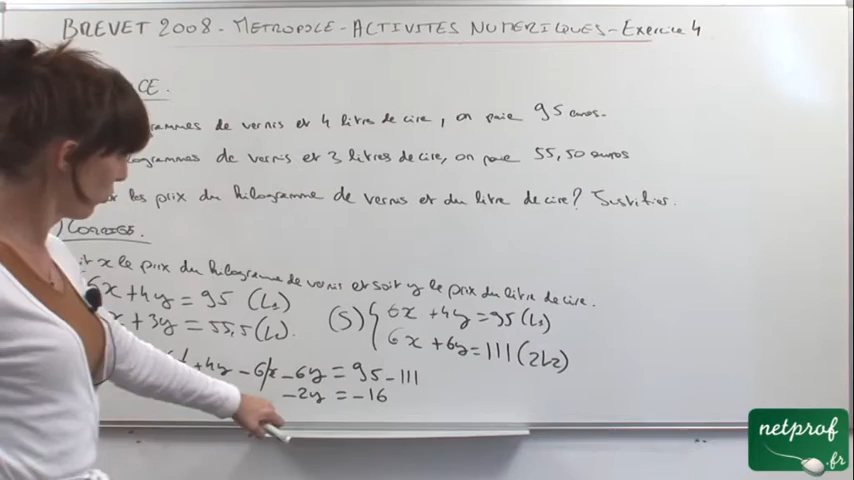 BREVET 2008 - METROPOLE - ACTIVITES NUMERIQUES - Exercice 4
CE.
rammes de vernis et 4 litres de cire, on paie 95 euros.
logrammes de vernis et 3 litres de cire, on paie 55,50 euros
les prix du kilogramme de vernis et du litre de cire? Justifier.
) CORRIGE.
it x le prix du kilogramme de vernis et soit y le prix du litre de cire.
6x + 4y = 95 (L1)
x + 3y = 55,5 (L2).
(S) { 6x + 4y = 95 (L1)
6x + 6y = 111 (2L2)
+ 4y - 6x - 6y = 95 - 111
-2y = -16
netprof
.fr